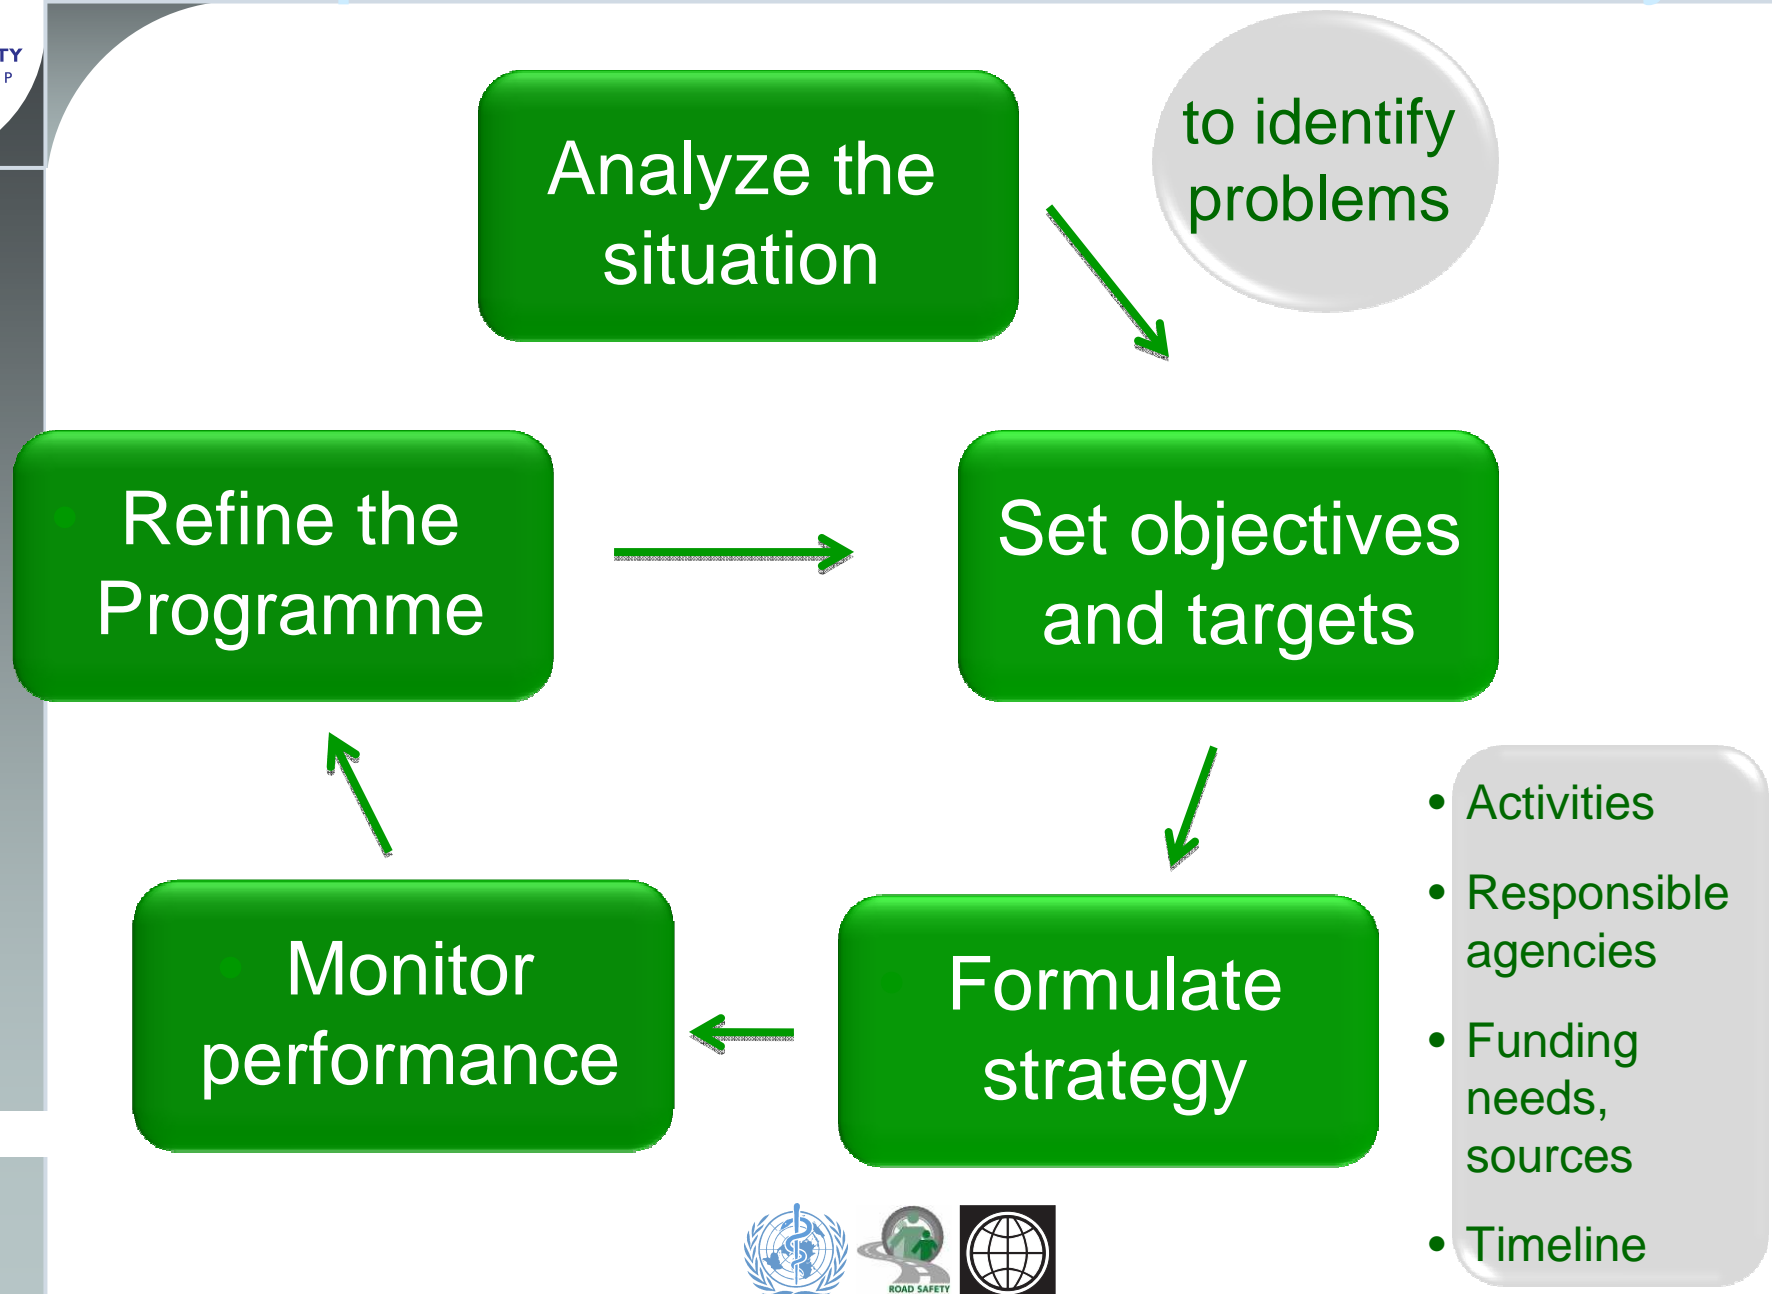 TY
P
Analyze the
situation
to identify
problems
• Refine the
Programme
Set objectives
and targets
• Monitor
performance
• Formulate
strategy
• Activities
• Responsible
agencies
• Funding
needs,
sources
• Timeline
ROAD SAFETY